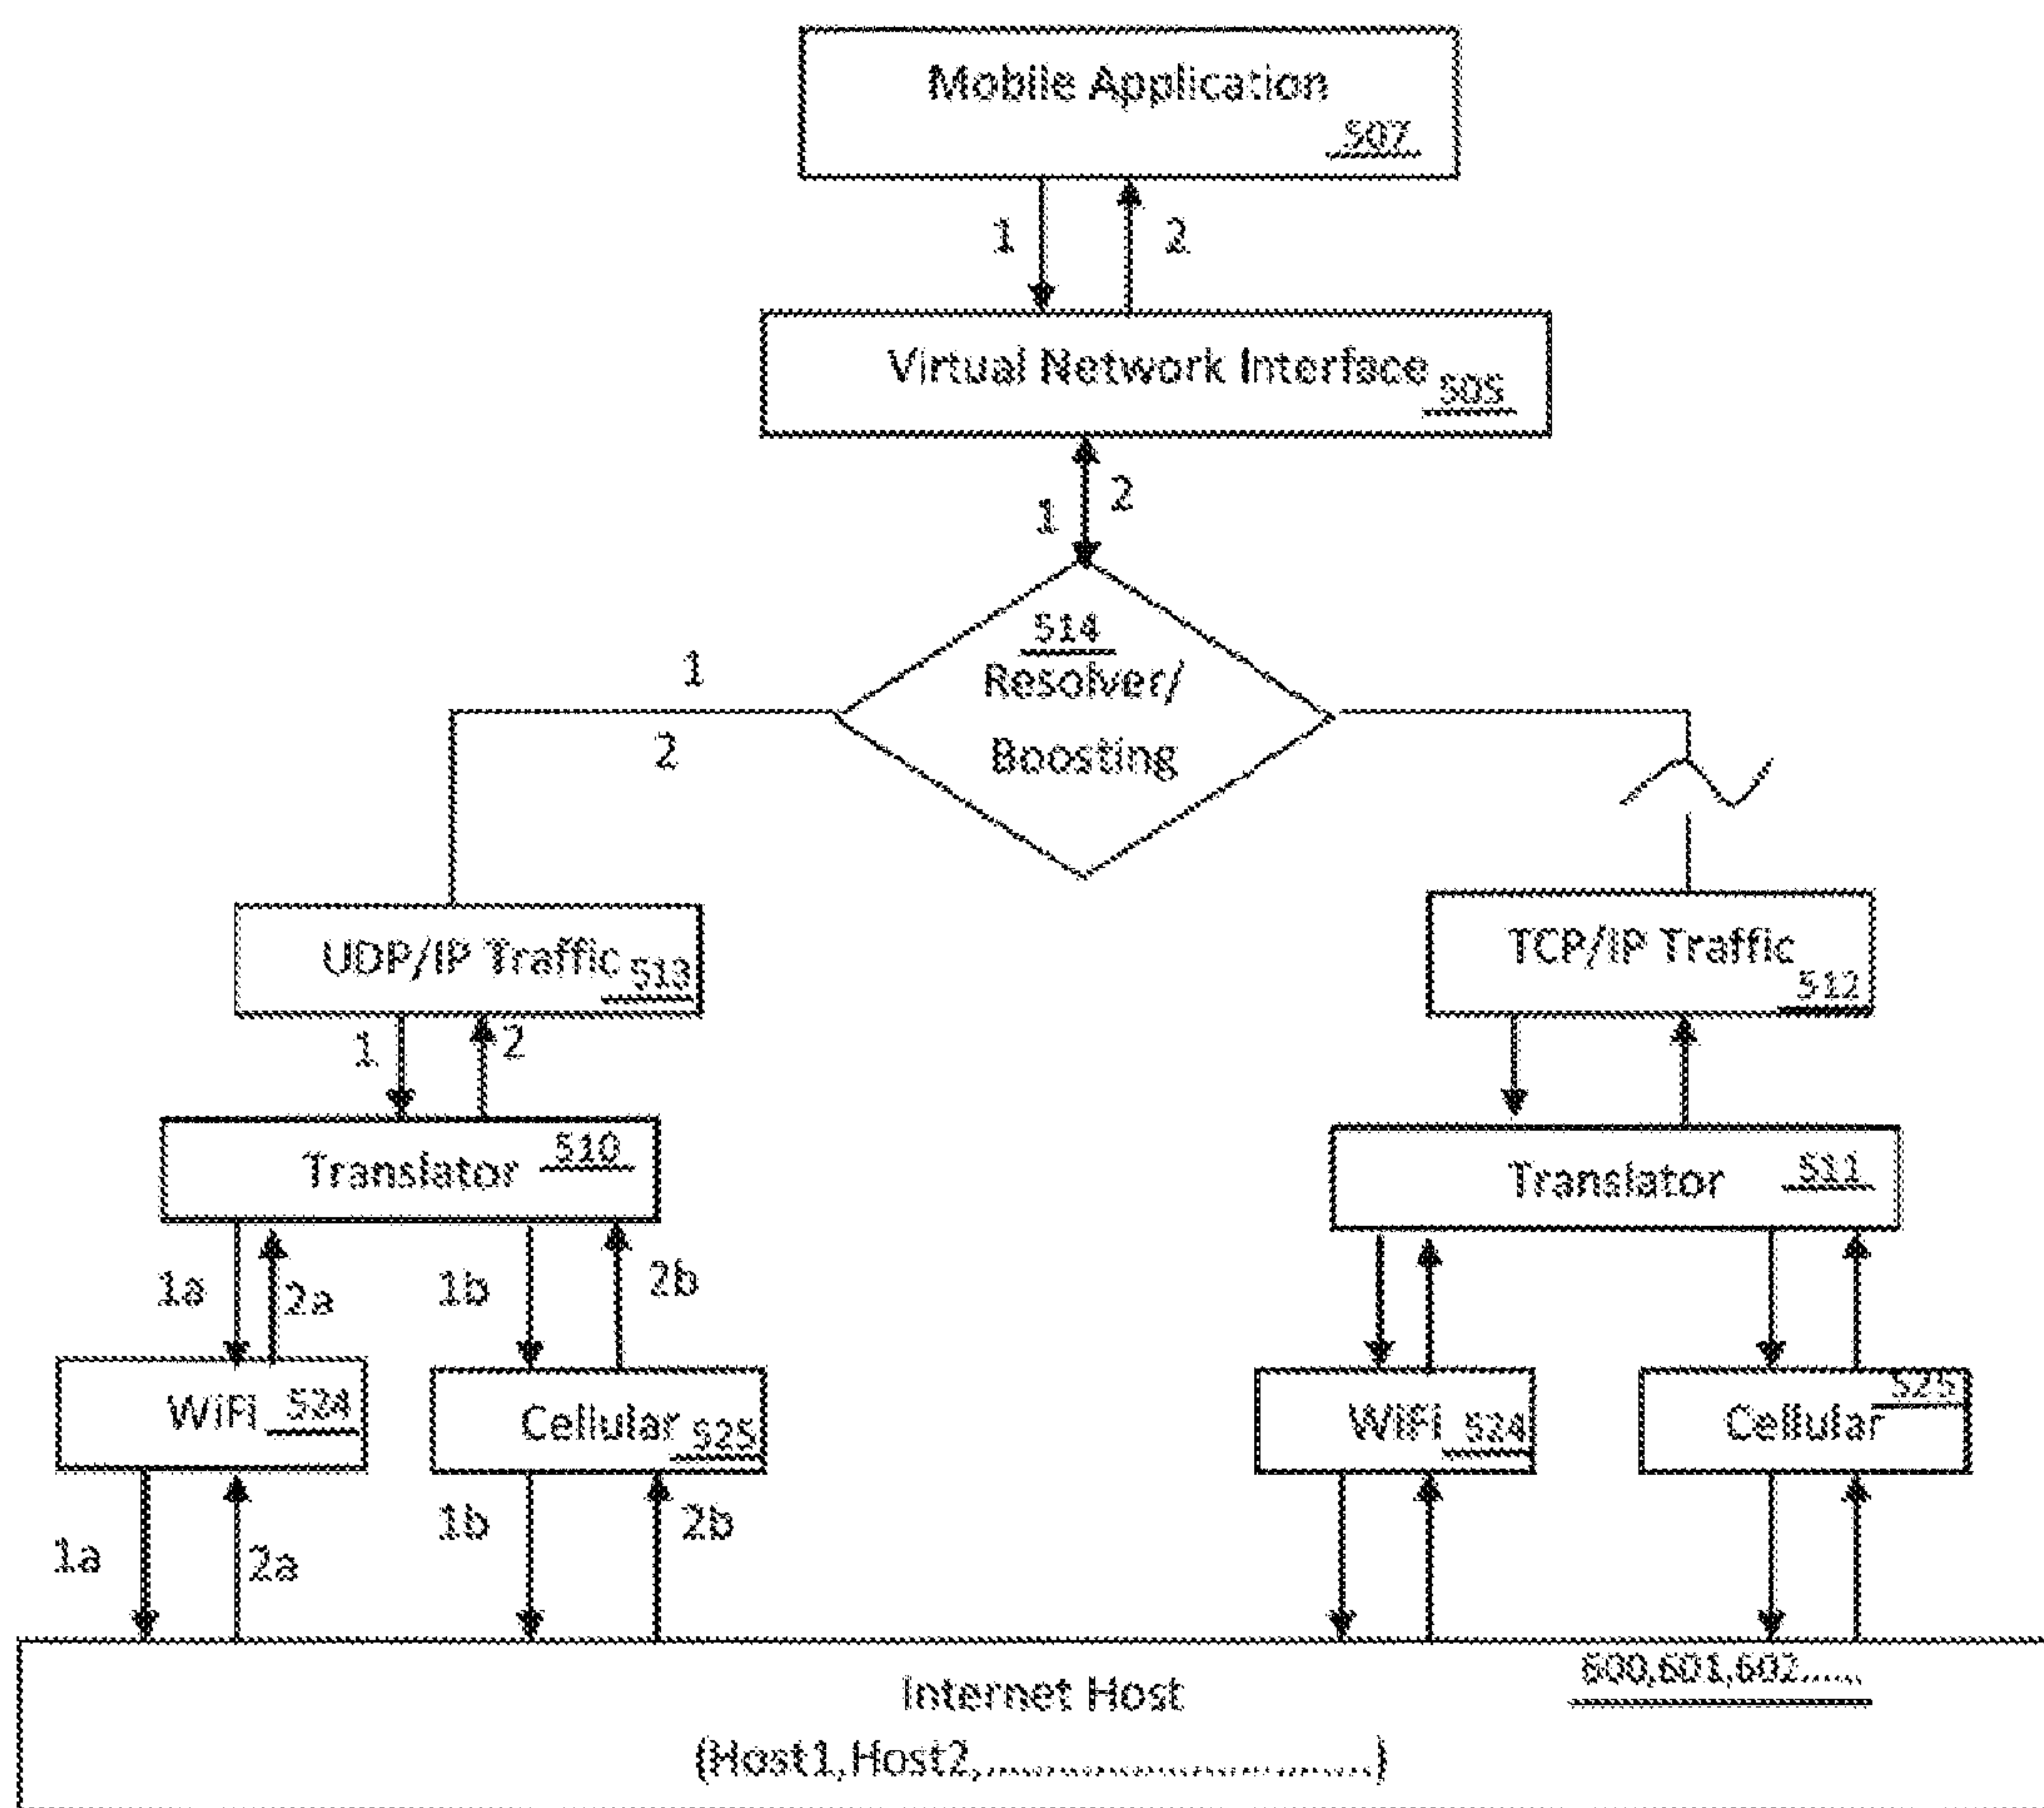 Mobile Application
507
1 2
Virtual Network Interface 505
1 2
514
Resolver/
Boosting
1
2
UDP/IP Traffic 513
TCP/IP Traffic
512
1 2
Translator 510
Translator 511
1a 2a 1b 2b
WiFi 524
Cellular 525
WiFi 524
Cellular 525
1a 2a 1b 2b
Internet Host
600,601,602......
(Host1,Host2,....................................)